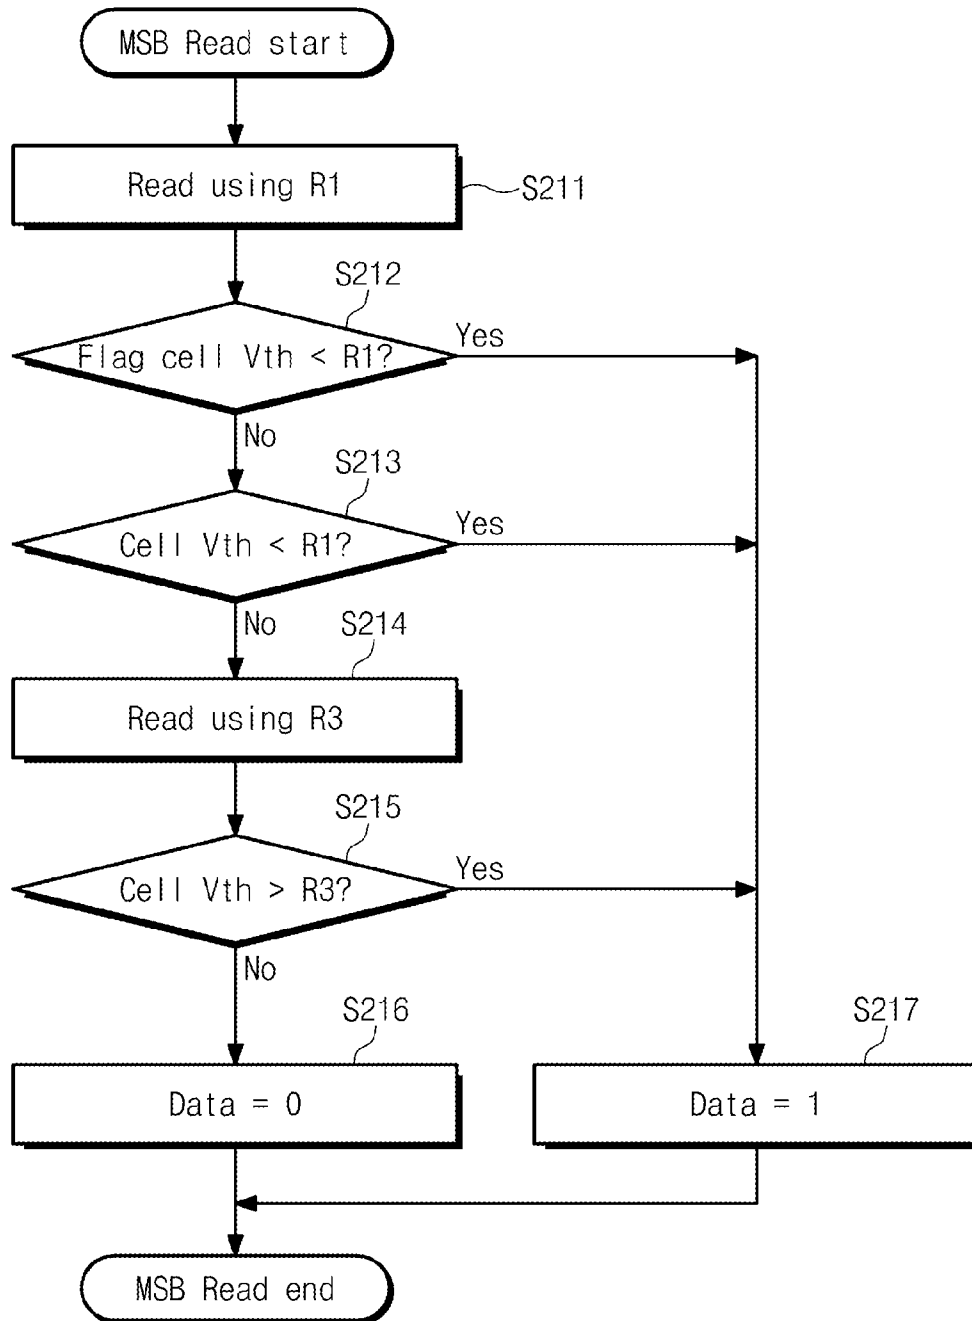 MSB Read start
Read using R1
S211
S212
Flag cell Vth < R1?
Yes
No
S213
Cell Vth < R1?
Yes
No
S214
Read using R3
S215
Cell Vth > R3?
Yes
No
S216
S217
Data = 0
Data = 1
MSB Read end